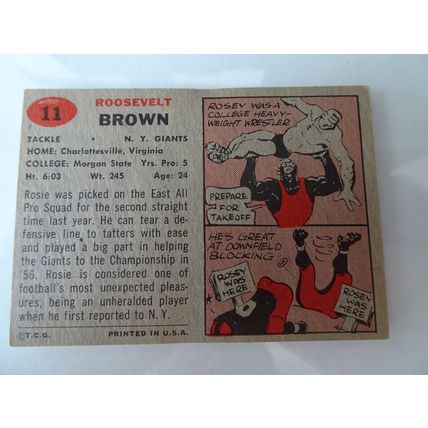 NUMBER
11
ROOSEVELT
BROWN
TACKLE • N. Y. GIANTS
HOME: Charlottesville, Virginia
COLLEGE: Morgan State Yrs. Pro: 5
Ht. 6:03 Wt. 245 Age: 24
Rosie was picked on the East All
Pro Squad for the second straight
time last year. He can tear a de-
fensive line to tatters with ease
and played a big part in helping
the Giants to the Championship in
'56. Rosie is considered one of
football's most unexpected pleas-
ures, being an unheralded player
when he first reported to N. Y.
©T.C.G. PRINTED IN U.S.A.
ROSEY WAS A
COLLEGE HEAVY-
WEIGHT WRESTLER
PREPARE
FOR
TAKEOFF
HE'S GREAT
AT DOWNFIELD
BLOCKING
ROSEY
WAS
HERE
ROSEY
WAS
HERE